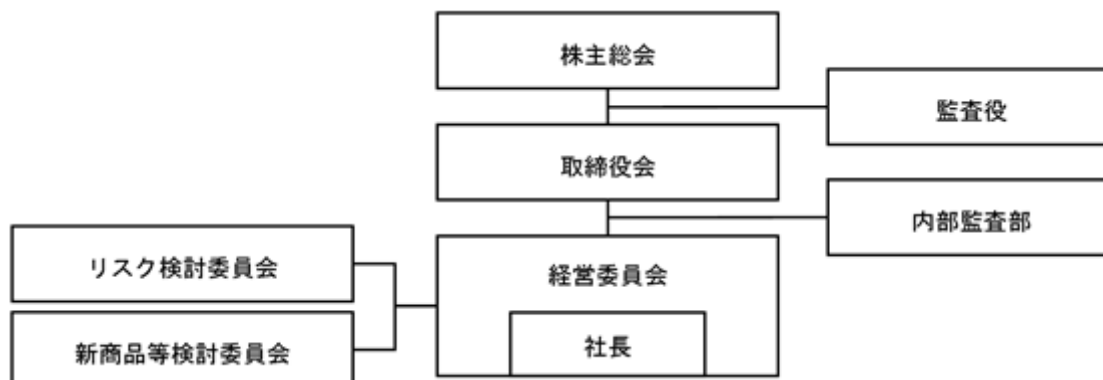 株主総会
監査役
取締役会
内部監査部
リスク検討委員会
経営委員会
新商品等検討委員会
社長